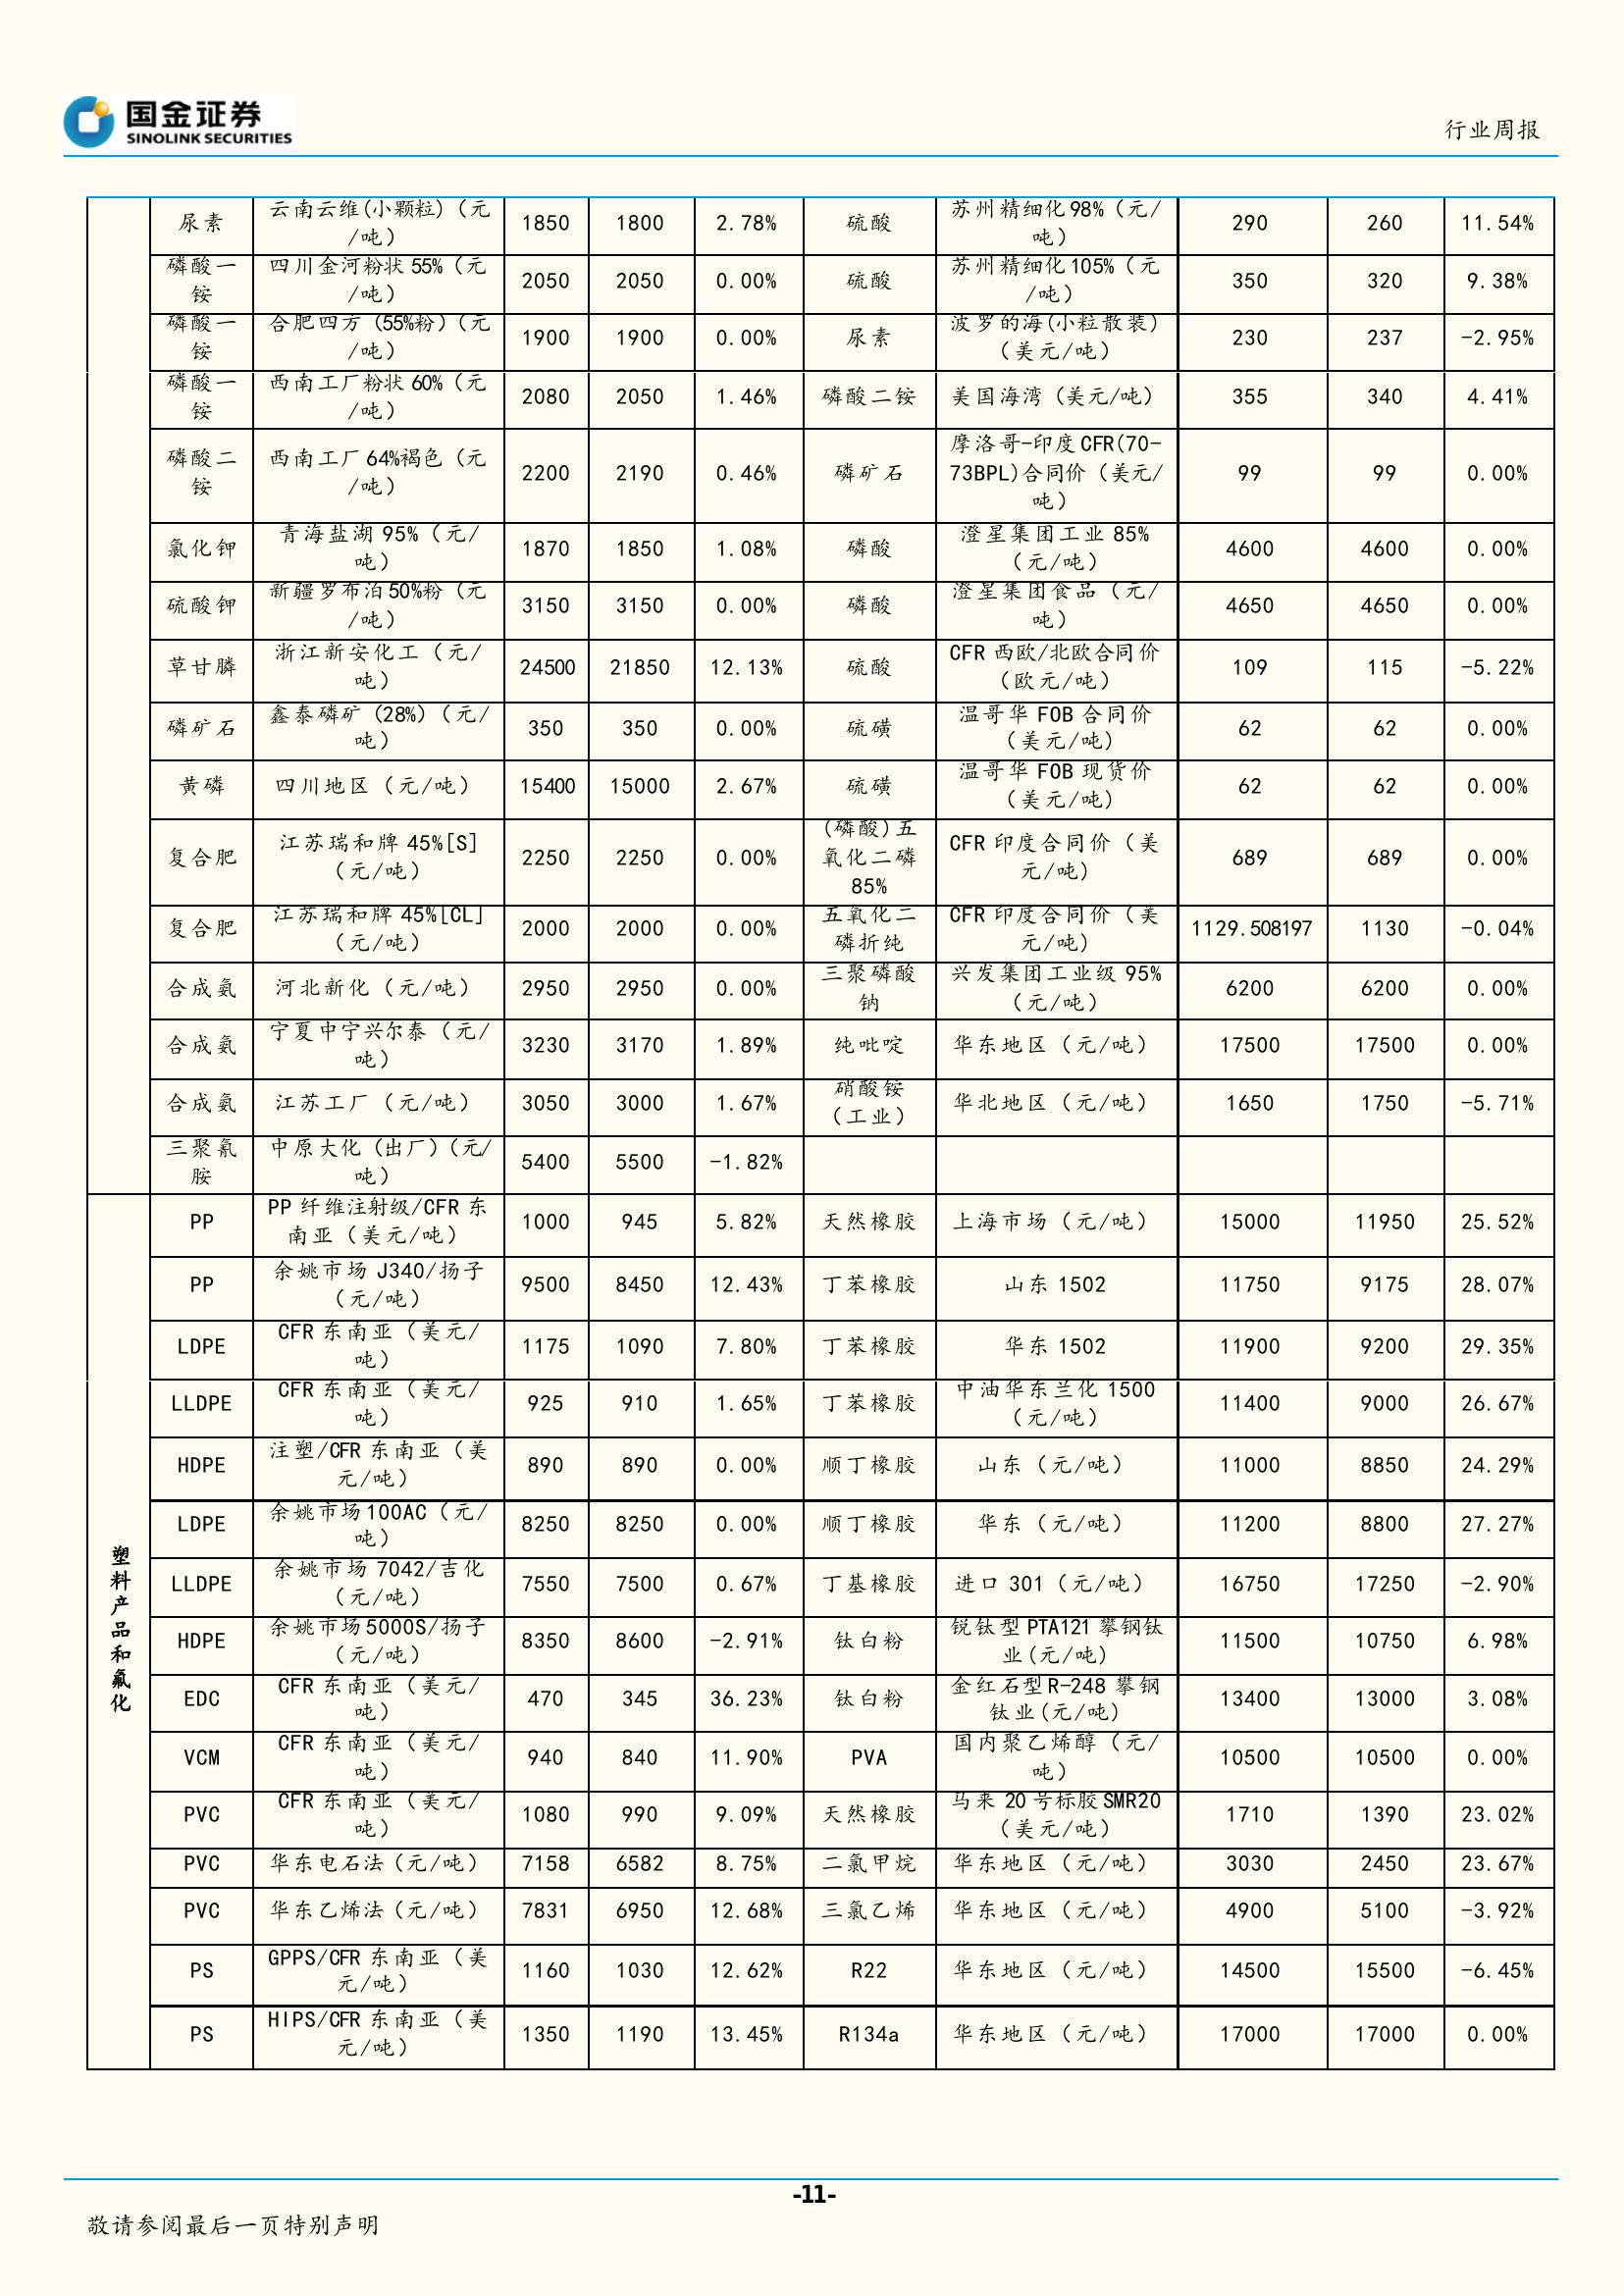 国金证券
SINOLINK SECURITIES
行业周报
尿素 云南云维(小颗粒)（元/吨） 1850 1800 2.78% 硫酸 苏州精细化98%（元/吨） 290 260 11.54%
磷酸一铵 四川金河粉状55%（元/吨） 2050 2050 0.00% 硫酸 苏州精细化105%（元/吨） 350 320 9.38%
磷酸一铵 合肥四方(55%粉)（元/吨） 1900 1900 0.00% 尿素 波罗的海(小粒散装)（美元/吨） 230 237 -2.95%
磷酸一铵 西南工厂粉状60%（元/吨） 2080 2050 1.46% 磷酸二铵 美国海湾（美元/吨） 355 340 4.41%
磷酸二铵 西南工厂64%褐色（元/吨） 2200 2190 0.46% 磷矿石 摩洛哥-印度CFR(70-73BPL)合同价（美元/吨） 99 99 0.00%
氯化钾 青海盐湖95%（元/吨） 1870 1850 1.08% 磷酸 澄星集团工业85%（元/吨） 4600 4600 0.00%
硫酸钾 新疆罗布泊50%粉（元/吨） 3150 3150 0.00% 磷酸 澄星集团食品（元/吨） 4650 4650 0.00%
草甘膦 浙江新安化工（元/吨） 24500 21850 12.13% 硫酸 CFR西欧/北欧合同价（欧元/吨） 109 115 -5.22%
磷矿石 鑫泰磷矿(28%)（元/吨） 350 350 0.00% 硫磺 温哥华FOB合同价（美元/吨） 62 62 0.00%
黄磷 四川地区（元/吨） 15400 15000 2.67% 硫磺 温哥华FOB现货价（美元/吨） 62 62 0.00%
复合肥 江苏瑞和牌45%[S]（元/吨） 2250 2250 0.00% (磷酸)五氧化二磷85% CFR印度合同价（美元/吨） 689 689 0.00%
复合肥 江苏瑞和牌45%[CL]（元/吨） 2000 2000 0.00% 五氧化二磷折纯 CFR印度合同价（美元/吨） 1129.508197 1130 -0.04%
合成氨 河北新化（元/吨） 2950 2950 0.00% 三聚磷酸钠 兴发集团工业级95%（元/吨） 6200 6200 0.00%
合成氨 宁夏中宁兴尔泰（元/吨） 3230 3170 1.89% 纯吡啶 华东地区（元/吨） 17500 17500 0.00%
合成氨 江苏工厂（元/吨） 3050 3000 1.67% 硝酸铵（工业） 华北地区（元/吨） 1650 1750 -5.71%
三聚氰胺 中原大化(出厂)（元/吨） 5400 5500 -1.82%
塑料产品和氟化
PP PP纤维注射级/CFR东南亚（美元/吨） 1000 945 5.82% 天然橡胶 上海市场（元/吨） 15000 11950 25.52%
PP 余姚市场J340/扬子（元/吨） 9500 8450 12.43% 丁苯橡胶 山东1502 11750 9175 28.07%
LDPE CFR东南亚（美元/吨） 1175 1090 7.80% 丁苯橡胶 华东1502 11900 9200 29.35%
LLDPE CFR东南亚（美元/吨） 925 910 1.65% 丁苯橡胶 中油华东兰化1500（元/吨） 11400 9000 26.67%
HDPE 注塑/CFR东南亚（美元/吨） 890 890 0.00% 顺丁橡胶 山东（元/吨） 11000 8850 24.29%
LDPE 余姚市场100AC（元/吨） 8250 8250 0.00% 顺丁橡胶 华东（元/吨） 11200 8800 27.27%
LLDPE 余姚市场7042/吉化（元/吨） 7550 7500 0.67% 丁基橡胶 进口301（元/吨） 16750 17250 -2.90%
HDPE 余姚市场5000S/扬子（元/吨） 8350 8600 -2.91% 钛白粉 锐钛型PTA121攀钢钛业(元/吨) 11500 10750 6.98%
EDC CFR东南亚（美元/吨） 470 345 36.23% 钛白粉 金红石型R-248攀钢钛业(元/吨) 13400 13000 3.08%
VCM CFR东南亚（美元/吨） 940 840 11.90% PVA 国内聚乙烯醇（元/吨） 10500 10500 0.00%
PVC CFR东南亚（美元/吨） 1080 990 9.09% 天然橡胶 马来20号标胶SMR20（美元/吨） 1710 1390 23.02%
PVC 华东电石法（元/吨） 7158 6582 8.75% 二氯甲烷 华东地区（元/吨） 3030 2450 23.67%
PVC 华东乙烯法（元/吨） 7831 6950 12.68% 三氯乙烯 华东地区（元/吨） 4900 5100 -3.92%
PS GPPS/CFR东南亚（美元/吨） 1160 1030 12.62% R22 华东地区（元/吨） 14500 15500 -6.45%
PS HIPS/CFR东南亚（美元/吨） 1350 1190 13.45% R134a 华东地区（元/吨） 17000 17000 0.00%
-11-
敬请参阅最后一页特别声明